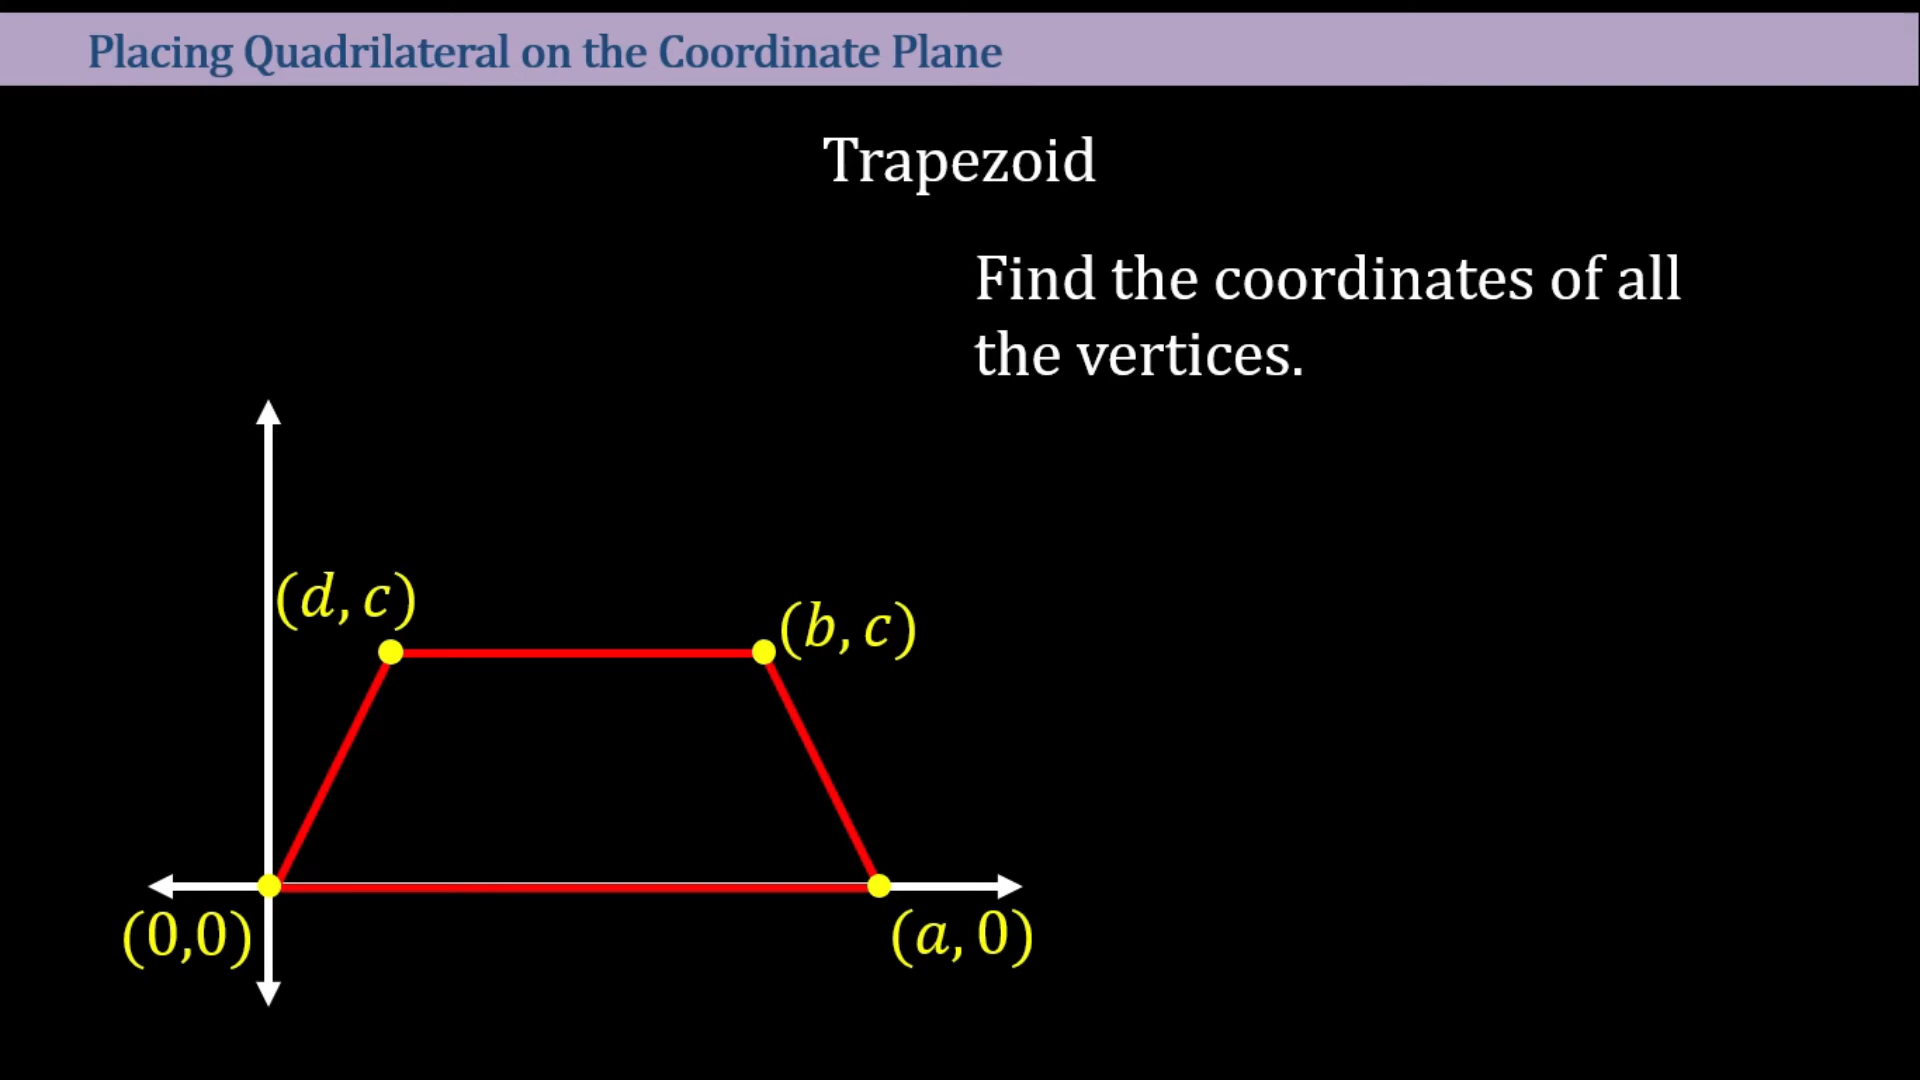 Placing Quadrilateral on the Coordinate Plane
Trapezoid
Find the coordinates of all
the vertices.
(d, c)
(b, c)
(0,0)
(a, 0)